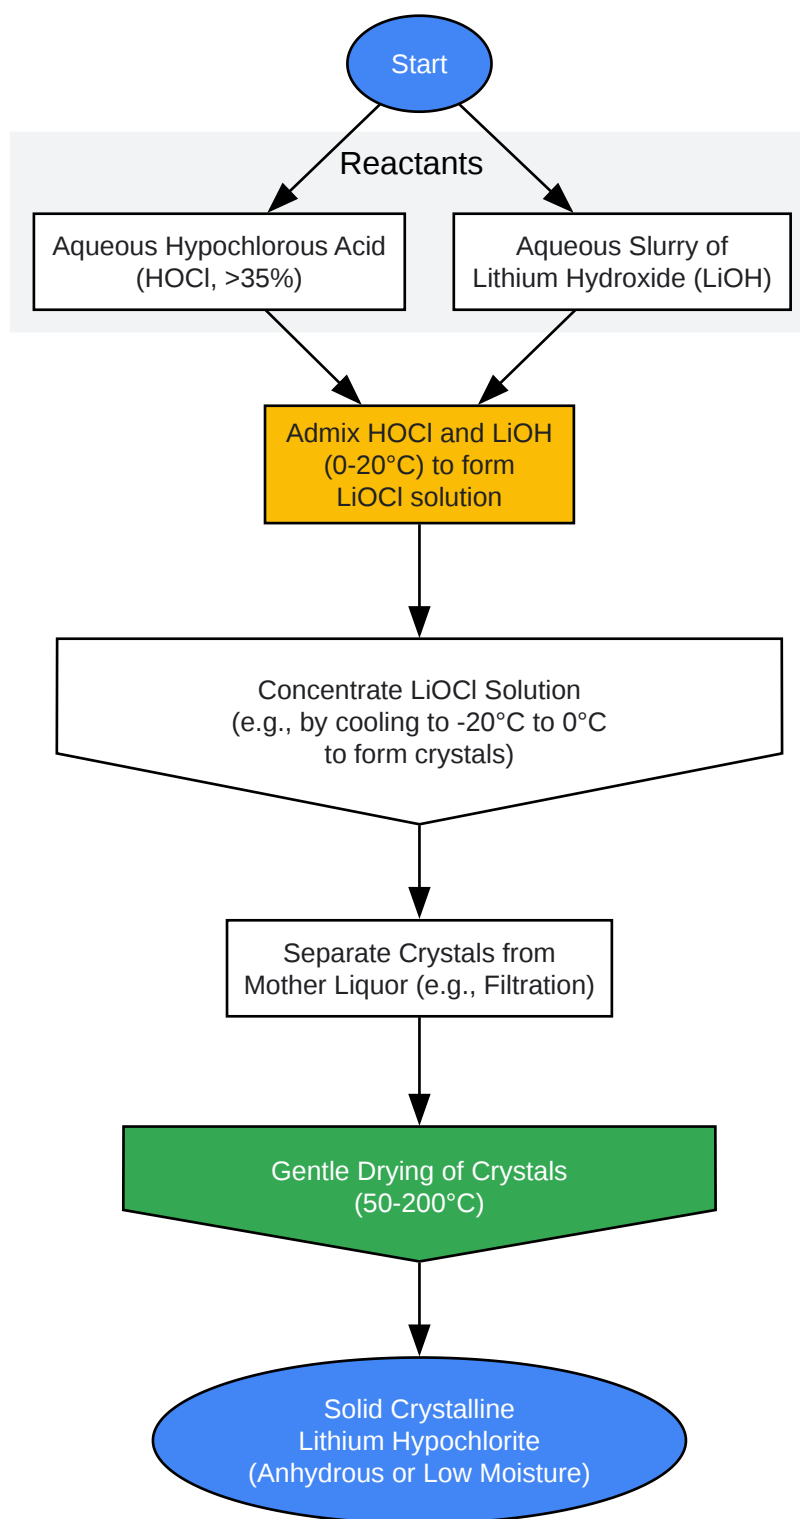 Start
Reactants
Aqueous Hypochlorous Acid
(HOCl, >35%)
Aqueous Slurry of
Lithium Hydroxide (LiOH)
Admix HOCl and LiOH
(0-20°C) to form
LiOCl solution
Concentrate LiOCl Solution
(e.g., by cooling to -20°C to 0°C
to form crystals)
Separate Crystals from
Mother Liquor (e.g., Filtration)
Gentle Drying of Crystals
(50-200°C)
Solid Crystalline
Lithium Hypochlorite
(Anhydrous or Low Moisture)